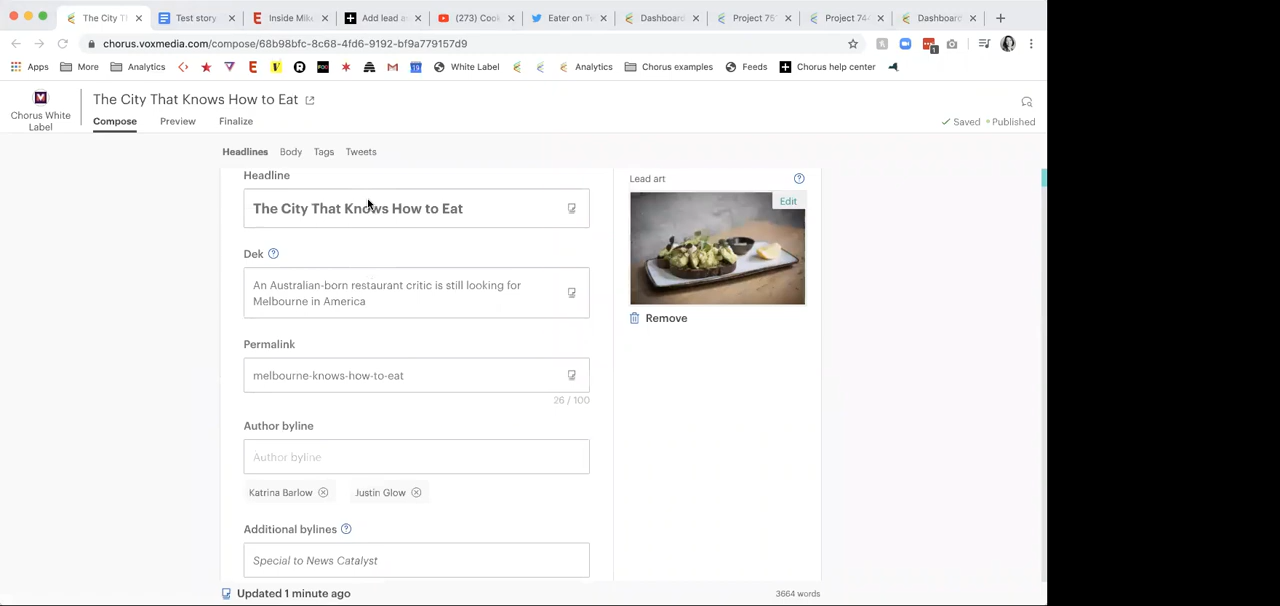 The City T
Test story
Inside Mik
Add lead a
(273) Coo
Eater on T
Dashboard
Project 75
Project 74
Dashboard
chorus.voxmedia.com/compose/68b98bfc-8c68-4fd6-9192-bf9a779157d9
Apps More Analytics White Label Analytics Chorus examples Feeds Chorus help center
Chorus White Label
The City That Knows How to Eat
Compose Preview Finalize
Saved Published
Headlines Body Tags Tweets
Headline
The City That Knows How to Eat
Dek
An Australian-born restaurant critic is still looking for
Melbourne in America
Permalink
melbourne-knows-how-to-eat
26 / 100
Author byline
Author byline
Katrina Barlow Justin Glow
Additional bylines
Special to News Catalyst
Lead art
Edit
Remove
Updated 1 minute ago
3664 words